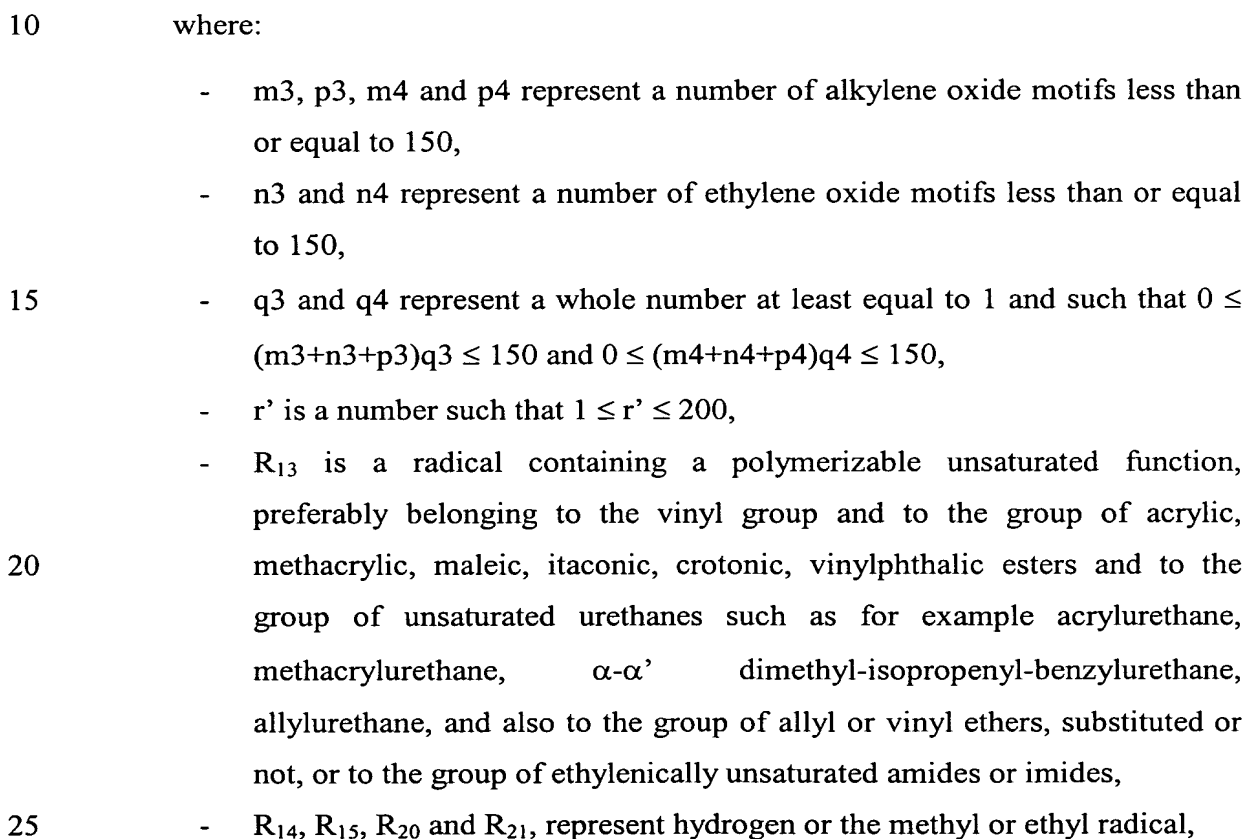 10 where:
- m3, p3, m4 and p4 represent a number of alkylene oxide motifs less than
or equal to 150,
- n3 and n4 represent a number of ethylene oxide motifs less than or equal
to 150,
15 - q3 and q4 represent a whole number at least equal to 1 and such that 0 ≤
(m3+n3+p3)q3 ≤ 150 and 0 ≤ (m4+n4+p4)q4 ≤ 150,
- r’ is a number such that 1 ≤ r’ ≤ 200,
- R₁₃ is a radical containing a polymerizable unsaturated function,
preferably belonging to the vinyl group and to the group of acrylic,
20 methacrylic, maleic, itaconic, crotonic, vinylphthalic esters and to the
group of unsaturated urethanes such as for example acrylurethane,
methacrylurethane, α-α’ dimethyl-isopropenyl-benzylurethane,
allylurethane, and also to the group of allyl or vinyl ethers, substituted or
not, or to the group of ethylenically unsaturated amides or imides,
25 - R₁₄, R₁₅, R₂₀ and R₂₁, represent hydrogen or the methyl or ethyl radical,